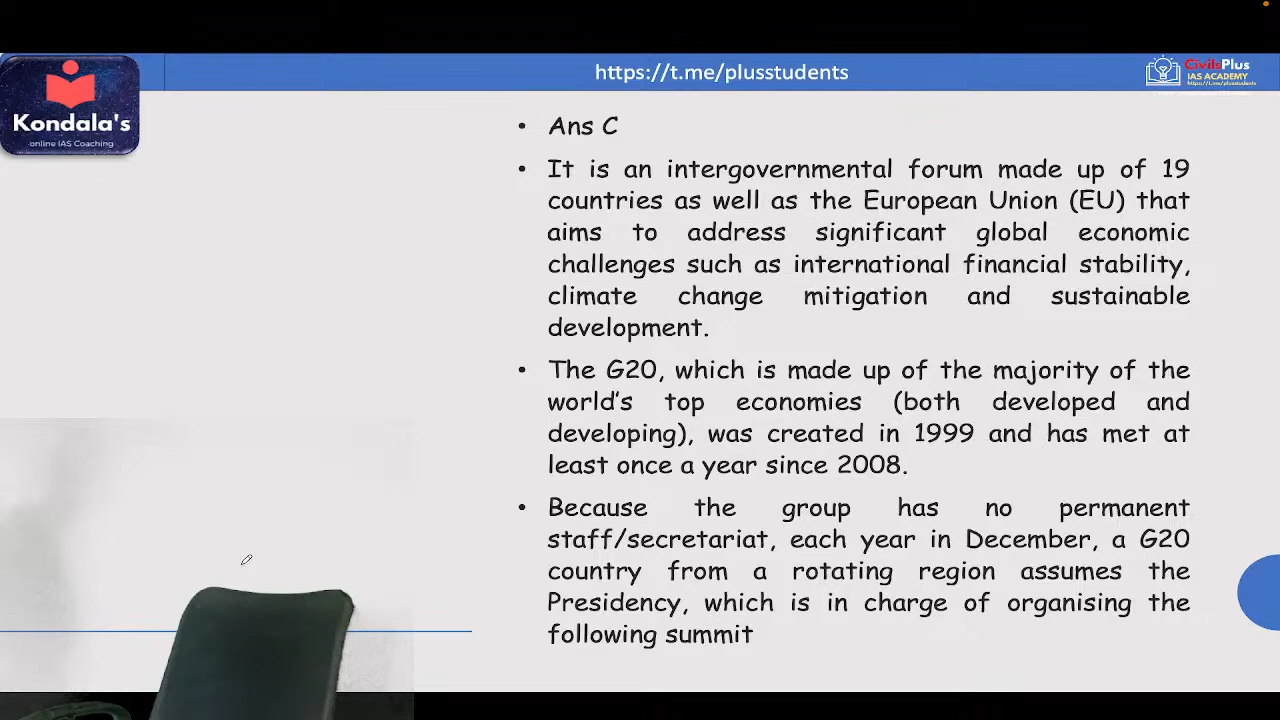 https://t.me/plusstudents
CivilsPlus
IAS ACADEMY
https://t.me/plusstudents
Kondala's
online IAS Coaching
• Ans C
• It is an intergovernmental forum made up of 19
countries as well as the European Union (EU) that
aims to address significant global economic
challenges such as international financial stability,
climate change mitigation and sustainable
development.
• The G20, which is made up of the majority of the
world's top economies (both developed and
developing), was created in 1999 and has met at
least once a year since 2008.
• Because the group has no permanent
staff/secretariat, each year in December, a G20
country from a rotating region assumes the
Presidency, which is in charge of organising the
following summit